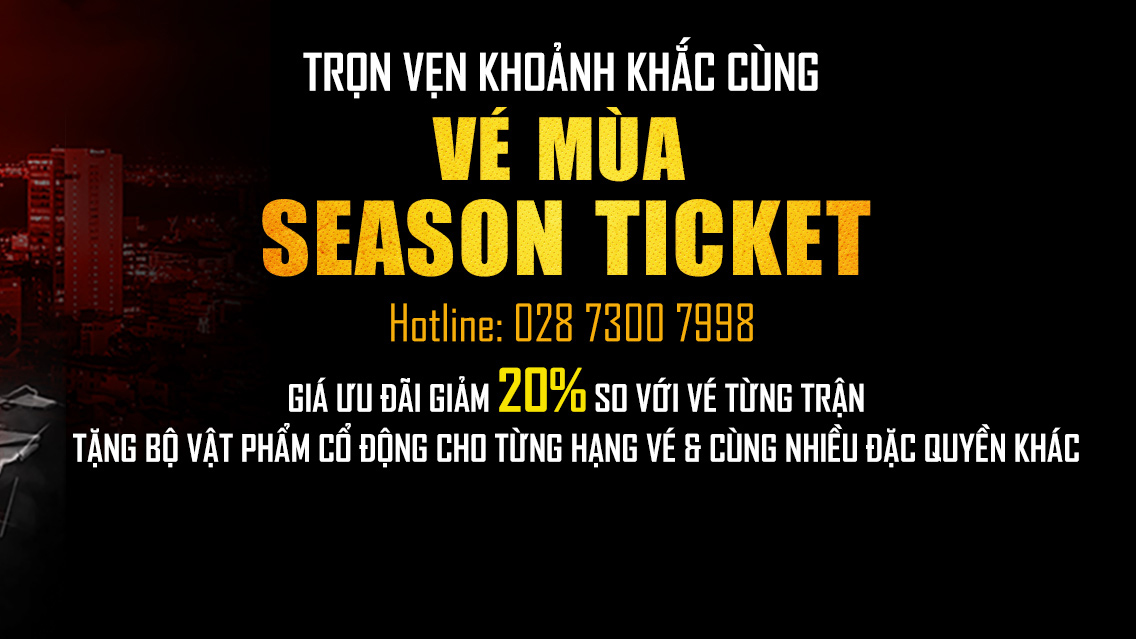 TRỌN VẸN KHOẢNH KHẮC CÙNG
VÉ MÙA
SEASON TICKET
Hotline: 028 7300 7998
GIÁ ƯU ĐÃI GIẢM 20% SO VỚI VÉ TỪNG TRẬN
TẶNG BỘ VẬT PHẨM CỔ ĐỘNG CHO TỪNG HẠNG VÉ & CÙNG NHIỀU ĐẶC QUYỀN KHÁC